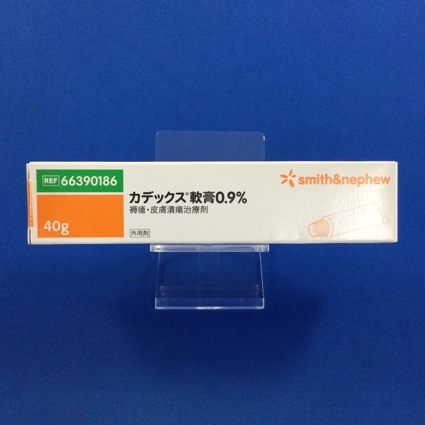 REF 66390186
smith&nephew
カデックス®軟膏0.9%
褥瘡・皮膚潰瘍治療剤
40g
外用剤